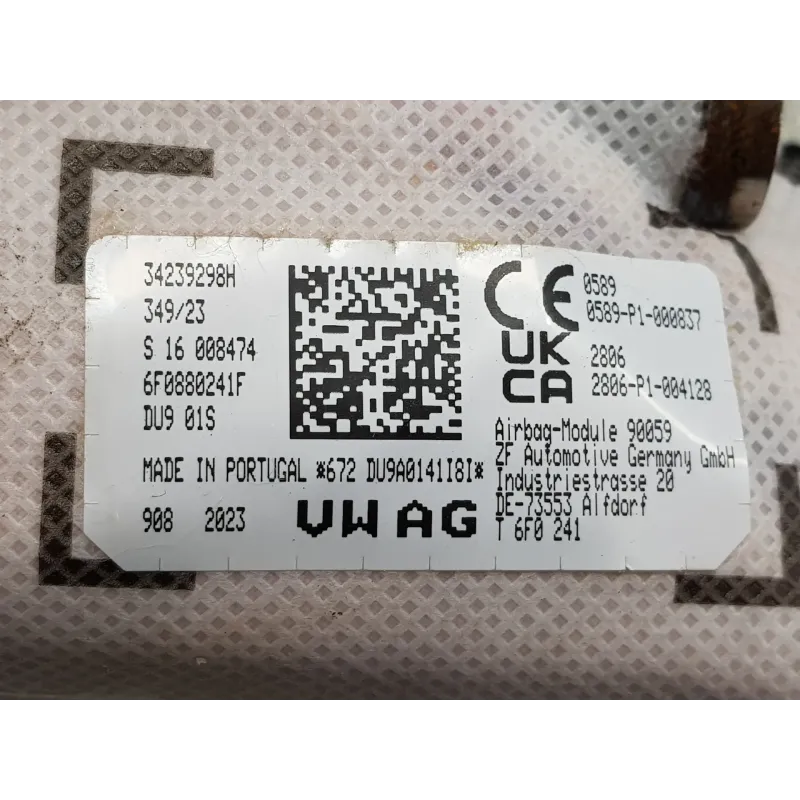 34239298H
349/23
S 16 008474
6F0880241F
DU9 01S
MADE IN PORTUGAL *672 DU9A0141I8I*
908 2023 VW AG
CE 0589
0589-P1-000837
UK CA 2806
2806-P1-004128
Airbag-Module 90059
ZF Automotive Germany GmbH
Industriestrasse 20
DE-73553 Alfdorf
T 6F0 241